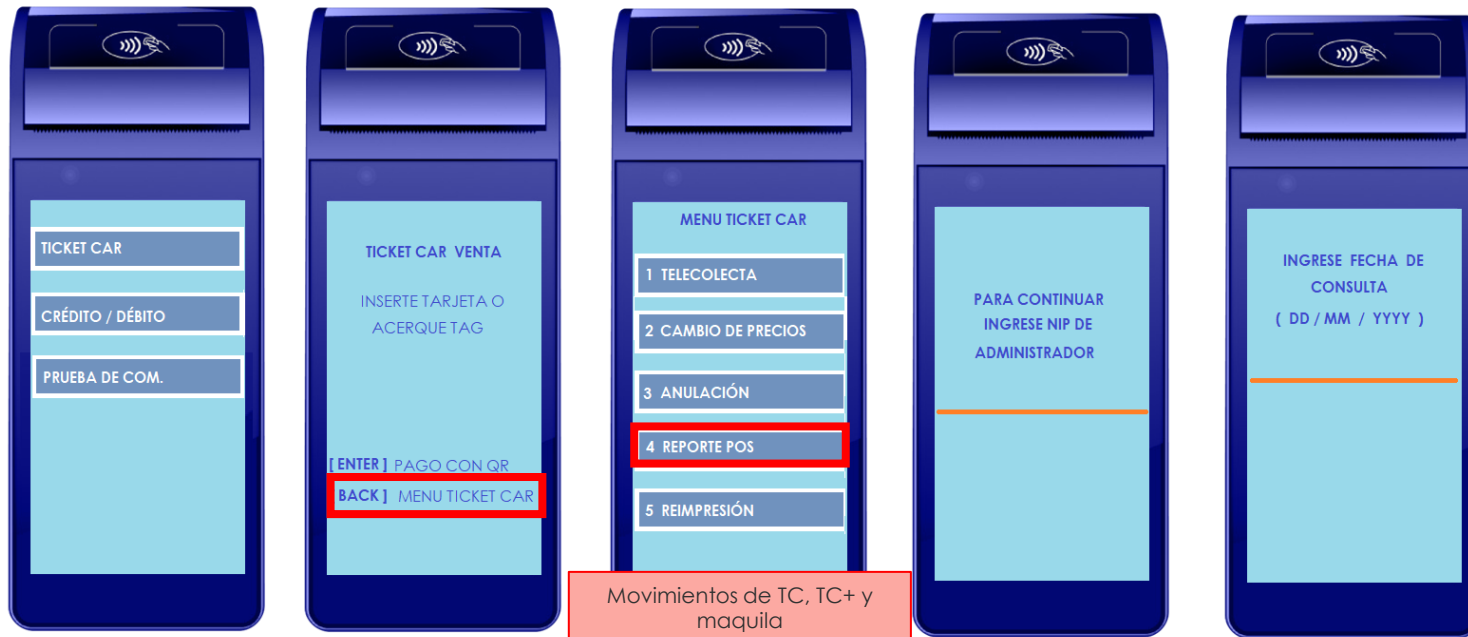 TICKET CAR
CRÉDITO / DÉBITO
PRUEBA DE COM.
TICKET CAR VENTA
INSERTE TARJETA O
ACERQUE TAG
[ ENTER ] PAGO CON QR
BACK ] MENU TICKET CAR
MENU TICKET CAR
1 TELECOLECTA
2 CAMBIO DE PRECIOS
3 ANULACIÓN
4 REPORTE POS
5 REIMPRESIÓN
Movimientos de TC, TC+ y
maquila
PARA CONTINUAR
INGRESE NIP DE
ADMINISTRADOR
INGRESE FECHA DE
CONSULTA
( DD / MM / YYYY )